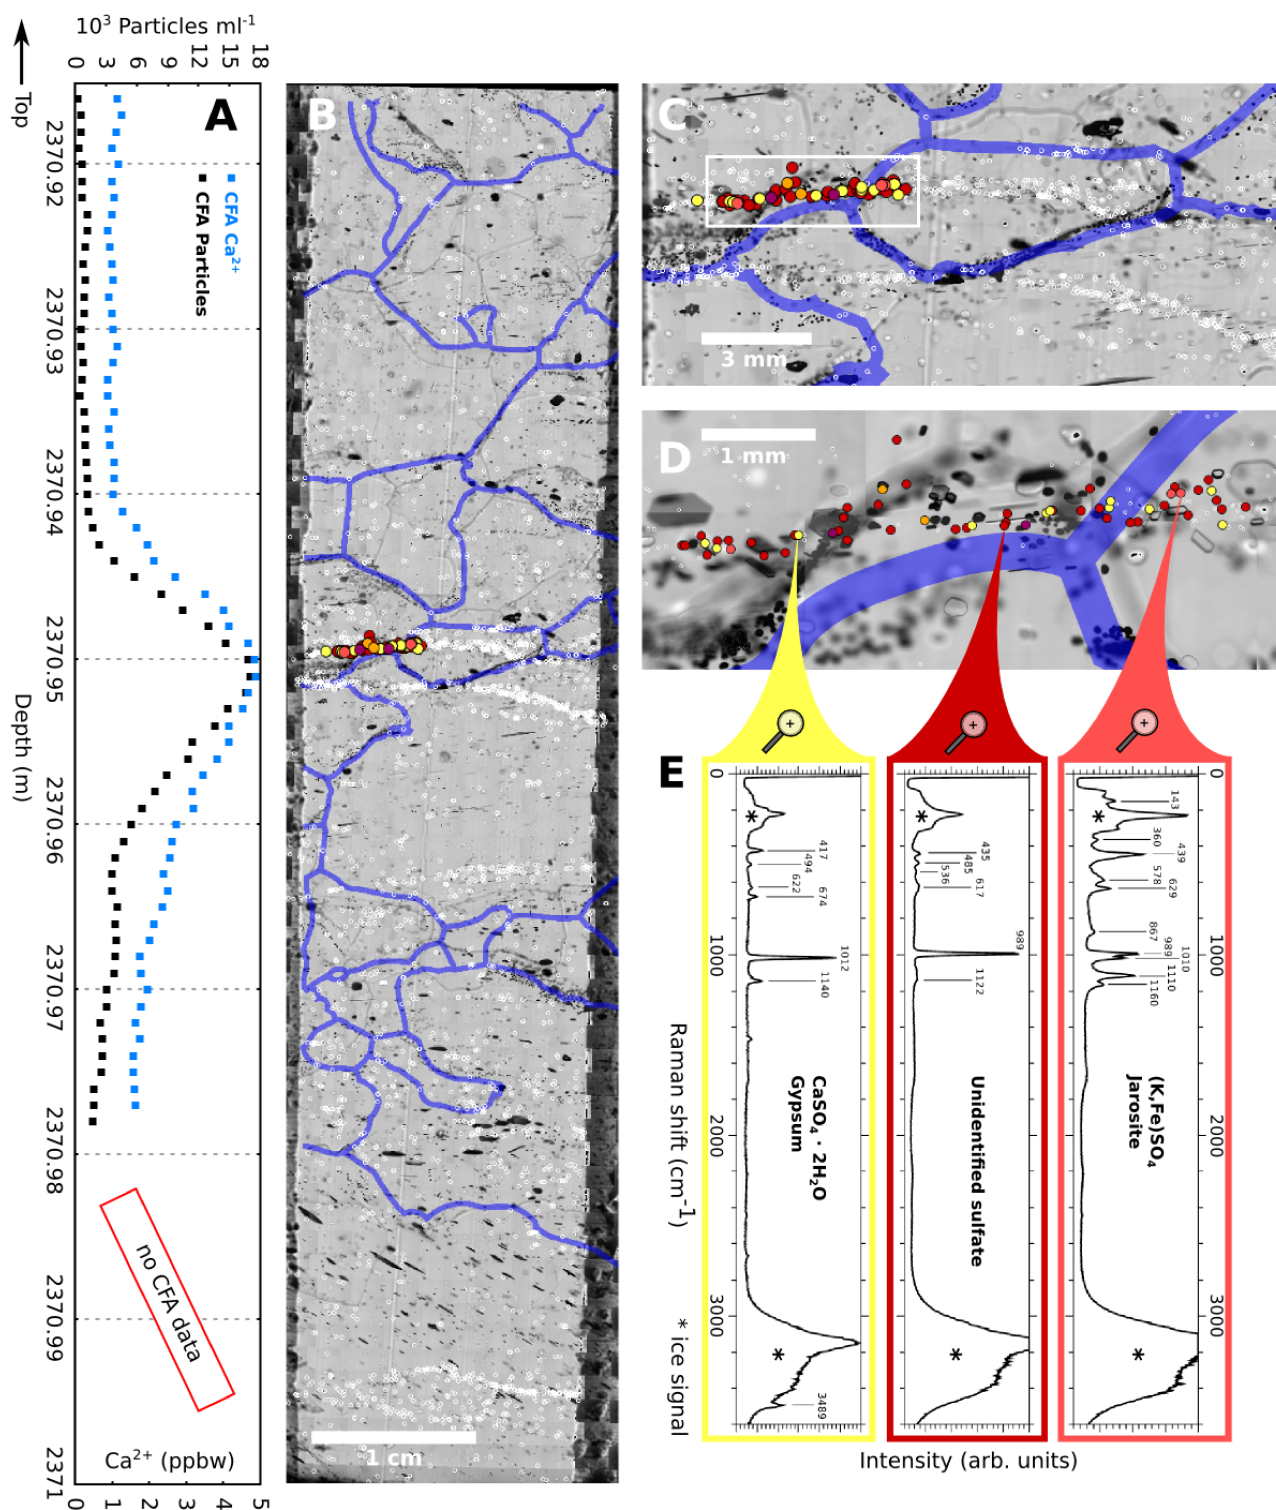 10³ Particles ml⁻¹
0 3 6 9 12 15 18
Top
A
CFA Ca²⁺
CFA Particles
2370.92
2370.93
2370.94
2370.95
2370.96
2370.97
2370.98
2370.99
2371
Depth (m)
no CFA data
Ca²⁺ (ppbw)
0 1 2 3 4 5
B
1 cm
C
3 mm
D
1 mm
E
0
1000
2000
3000
Raman shift (cm⁻¹)
* ice signal
*
417
494
622
674
1012
1140
CaSO₄ · 2H₂O
Gypsum
*
3489
*
435
485
536
617
989
1122
Unidentified sulfate
*
0
1000
2000
3000
*
143
360
439
578
629
867
989
1010
1110
1160
(K,Fe)SO₄
Jarosite
*
Intensity (arb. units)